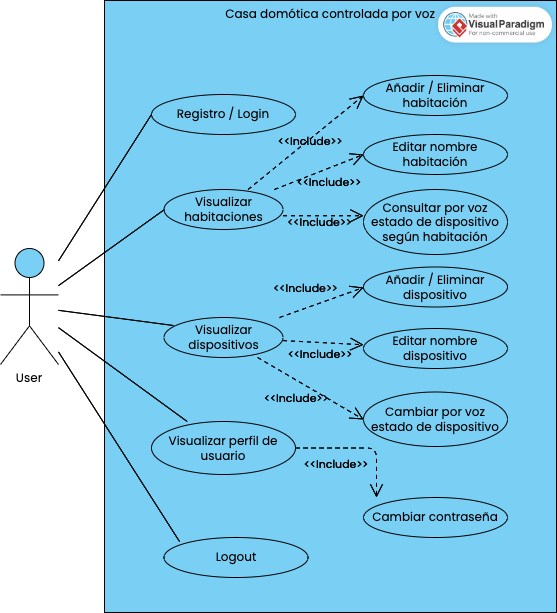 Casa domótica controlada por voz
Made with
Visual Paradigm
For non-commercial use
Añadir / Eliminar
habitación
Registro / Login
<<Include>>
Editar nombre
habitación
<<Include>>
Visualizar
habitaciones
Consultar por voz
estado de dispositivo
según habitación
<<Include>>
Añadir / Eliminar
dispositivo
<<Include>>
Visualizar
dispositivos
Editar nombre
dispositivo
<<Include>>
User
<<Include>>
Cambiar por voz
estado de dispositivo
Visualizar perfil de
usuario
<<Include>>
Cambiar contraseña
Logout